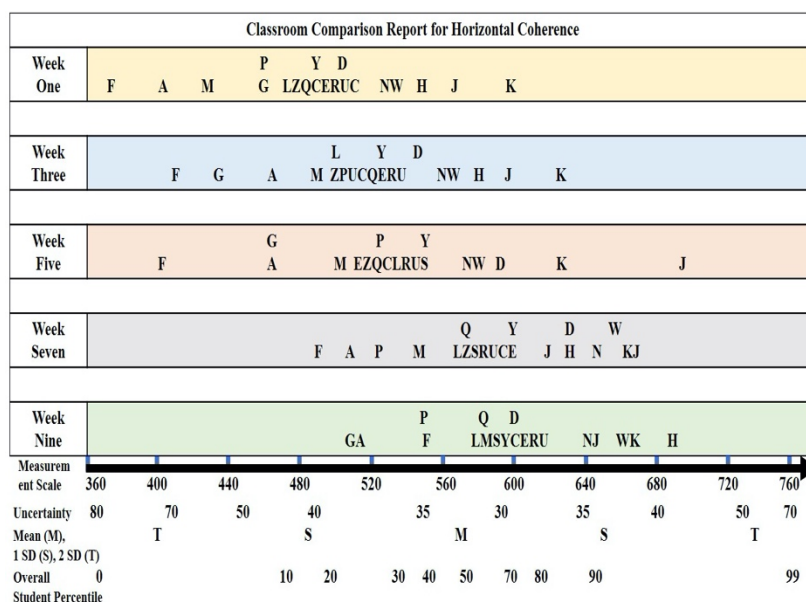 Classroom Comparison Report for Horizontal Coherence
Week P Y D
One F A M G LZQCERUC NW H J K
Week L Y D
Three F G A M ZPUCQERU NW H J K
Week G P Y
Five F A M EZQCLRUS NW D K J
Week Q Y D W
Seven F A P M LZSRUCE J H N KJ
Week P Q D
Nine GA F LMSYCERU NJ WK H
Measurem
ent Scale 360 400 440 480 520 560 600 640 680 720 760
Uncertainty 80 70 50 40 35 30 35 40 50 70
Mean (M), T S M S T
1 SD (S), 2 SD (T)
Overall 0 10 20 30 40 50 70 80 90 99
Student Percentile